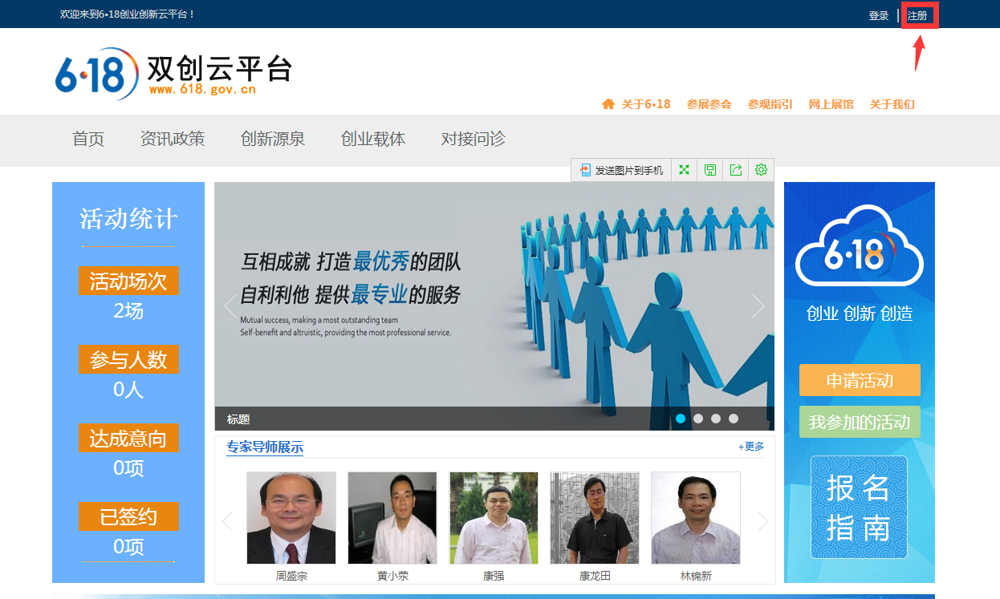 欢迎来到6•18创业创新云平台！
登录 | 注册
6·18 双创云平台
www.618.gov.cn
关于6•18 参展参会 参观指引 网上展馆 关于我们
首页 资讯政策 创新源泉 创业载体 对接问诊
发送图片到手机
活动统计
活动场次
2场
参与人数
0人
达成意向
0项
已签约
0项
互相成就 打造最优秀的团队
自利利他 提供最专业的服务
Mutual success, making a most outstanding team
Self-benefit and altruistic, providing the most professional service.
标题
专家导师展示
+更多
周盛宗 黄小荥 康强 康龙田 林锦新
6·18
创业 创新 创造
申请活动
我参加的活动
报名
指南